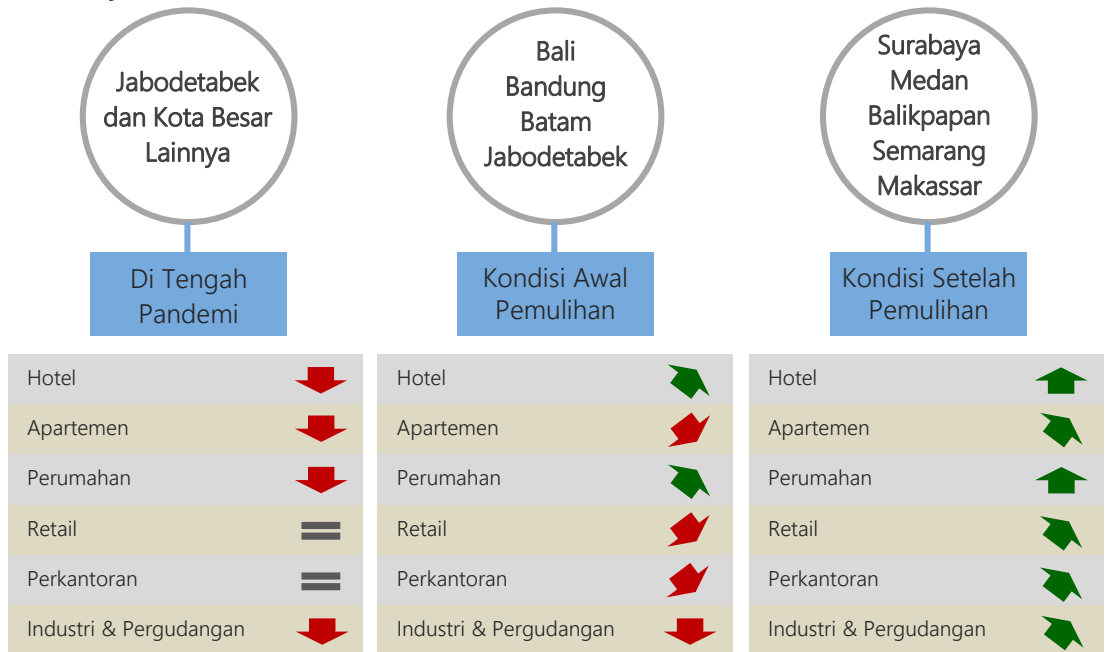 Jabodetabek
dan Kota Besar
Lainnya
Di Tengah
Pandemi
Hotel
Apartemen
Perumahan
Retail
Perkantoran
Industri & Pergudangan
Bali
Bandung
Batam
Jabodetabek
Kondisi Awal
Pemulihan
Hotel
Apartemen
Perumahan
Retail
Perkantoran
Industri & Pergudangan
Surabaya
Medan
Balikpapan
Semarang
Makassar
Kondisi Setelah
Pemulihan
Hotel
Apartemen
Perumahan
Retail
Perkantoran
Industri & Pergudangan